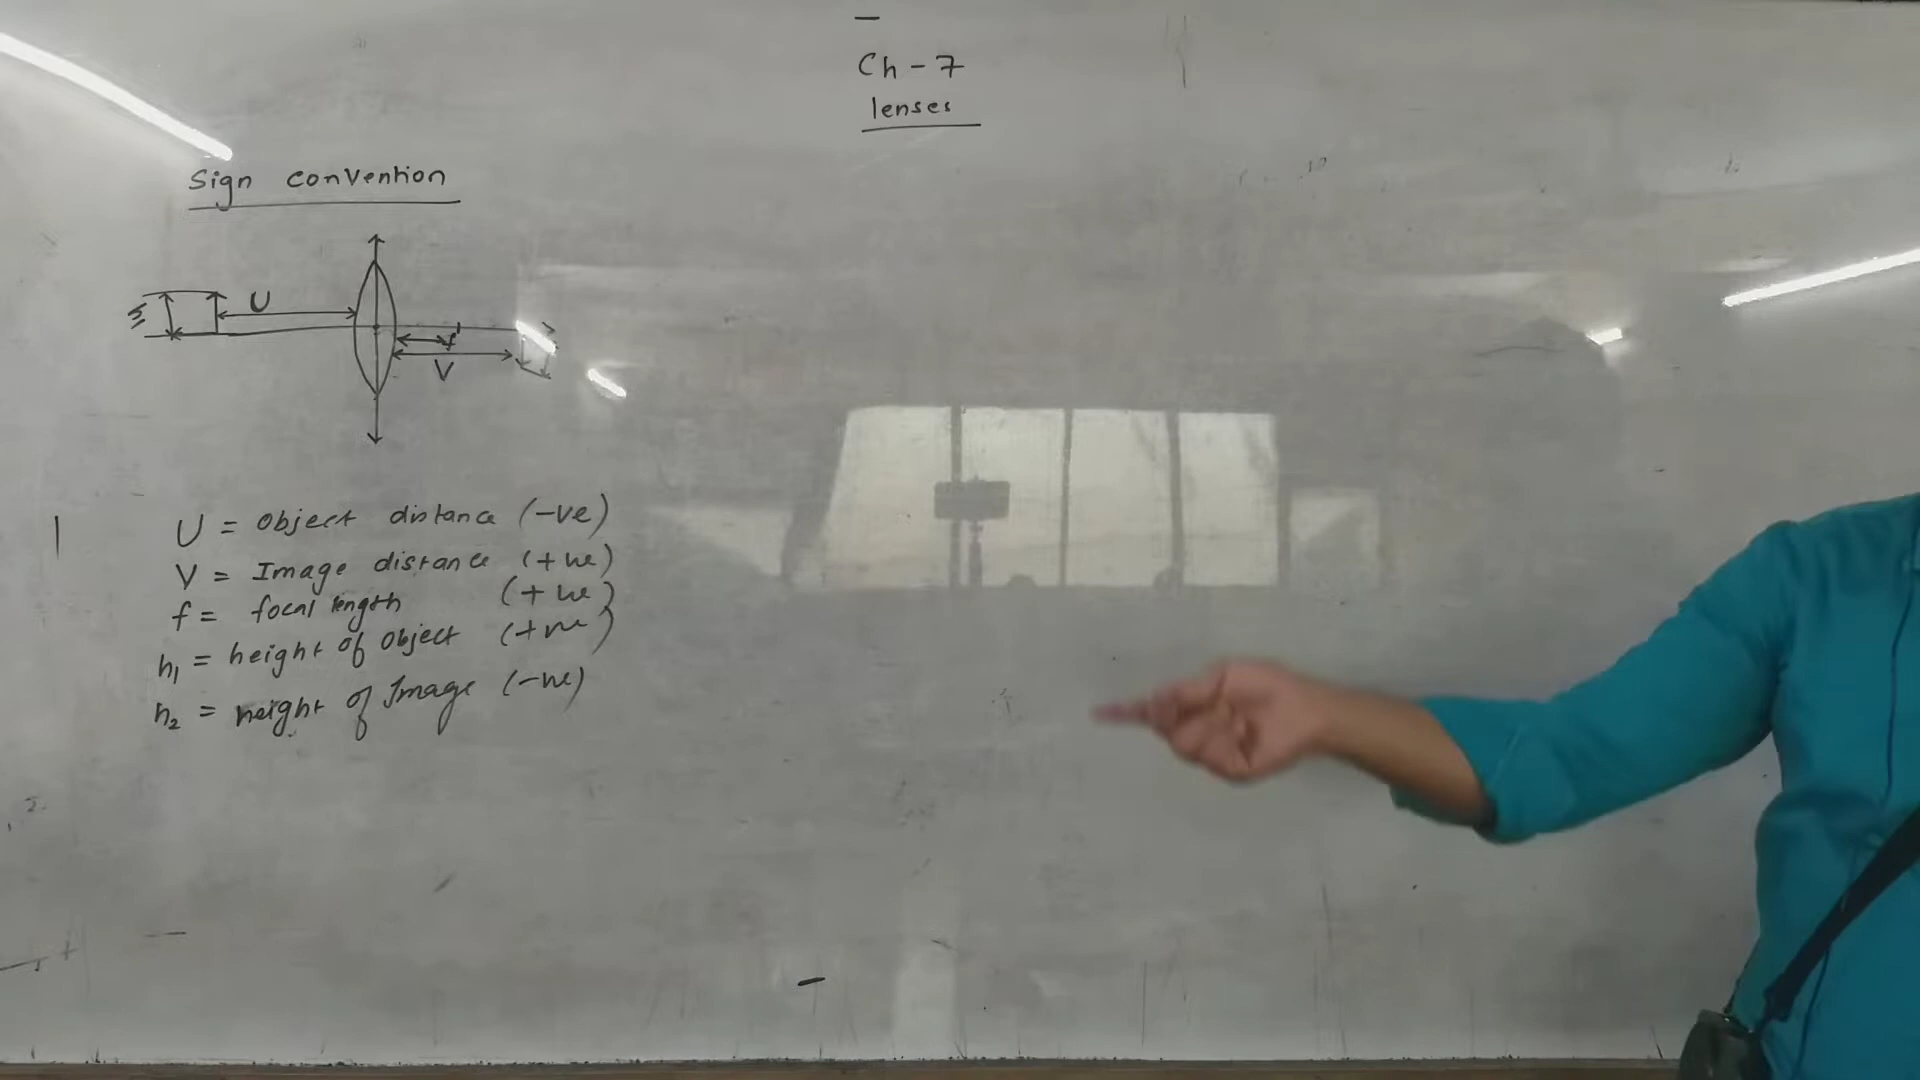 Ch-7
lenses
Sign convention
U
f
V
U = Object distance (-ve)
V = Image distance (+ve)
f = focal length (+ve)
h₁ = height of Object (+ve)
h₂ = height of Image (-ve)